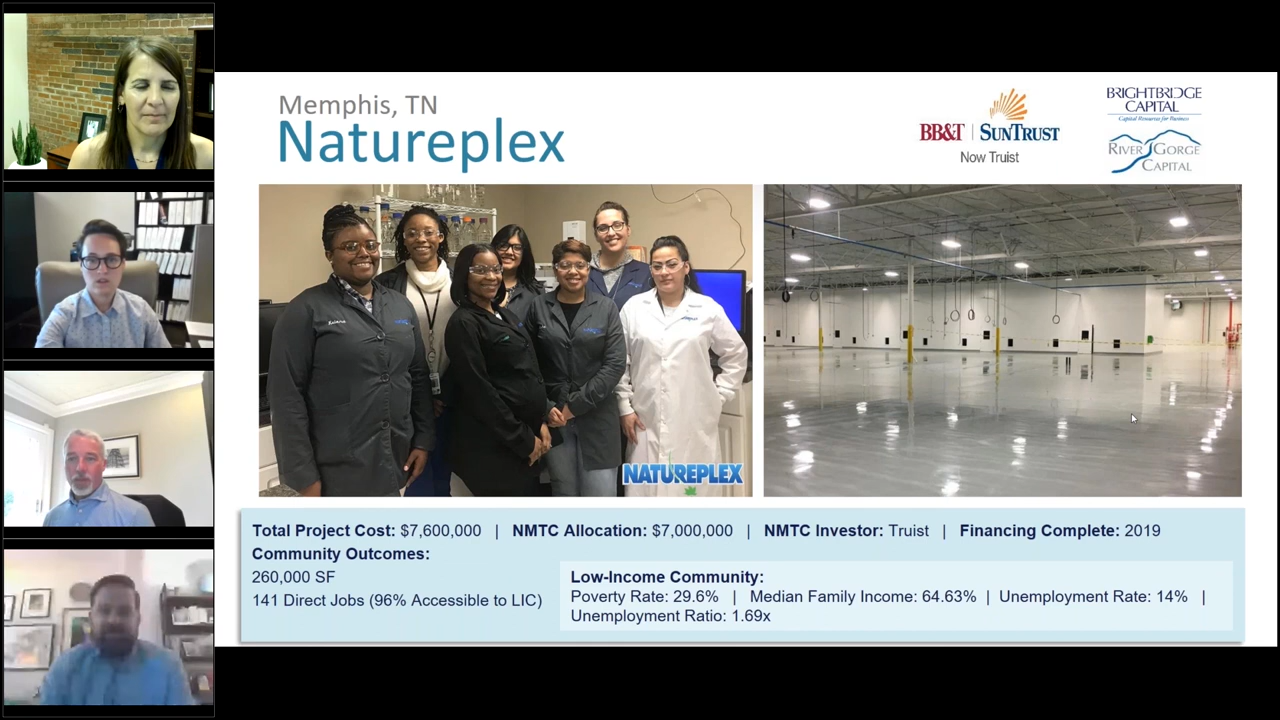 Memphis, TN
Natureplex
BB&T | SUNTRUST
Now Truist
BRIGHTBRIDGE
CAPITAL
Capital Resources for Business
RIVER GORGE
CAPITAL
NATUREPLEX
Total Project Cost: $7,600,000 | NMTC Allocation: $7,000,000 | NMTC Investor: Truist | Financing Complete: 2019
Community Outcomes:
260,000 SF
141 Direct Jobs (96% Accessible to LIC)
Low-Income Community:
Poverty Rate: 29.6% | Median Family Income: 64.63% | Unemployment Rate: 14% |
Unemployment Ratio: 1.69x